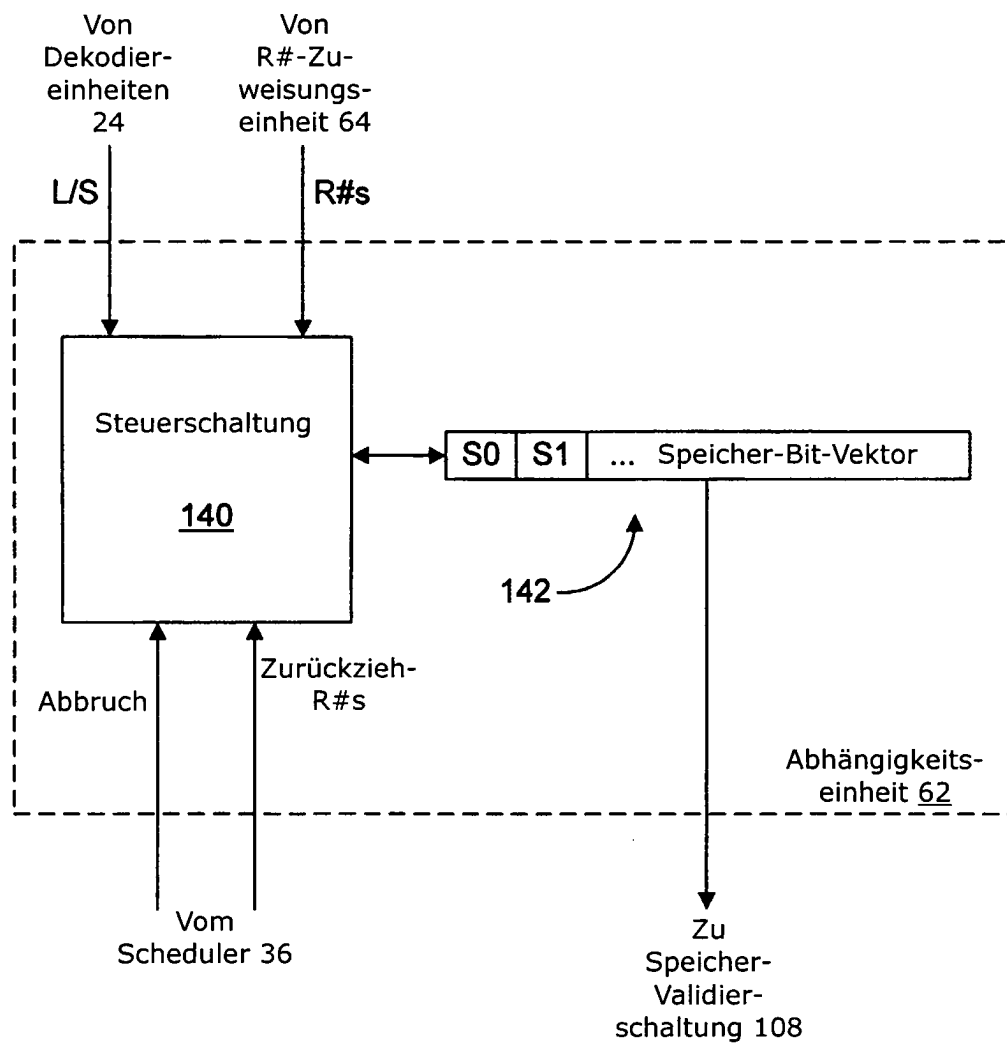 Von
Dekodier-
einheiten
24
Von
R#-Zu-
weisungs-
einheit 64
L/S
R#s
Steuerschaltung
140
S0
S1
... Speicher-Bit-Vektor
142
Abbruch
Zurückzieh-
R#s
Abhängigkeits-
einheit 62
Vom
Scheduler 36
Zu
Speicher-
Validier-
schaltung 108